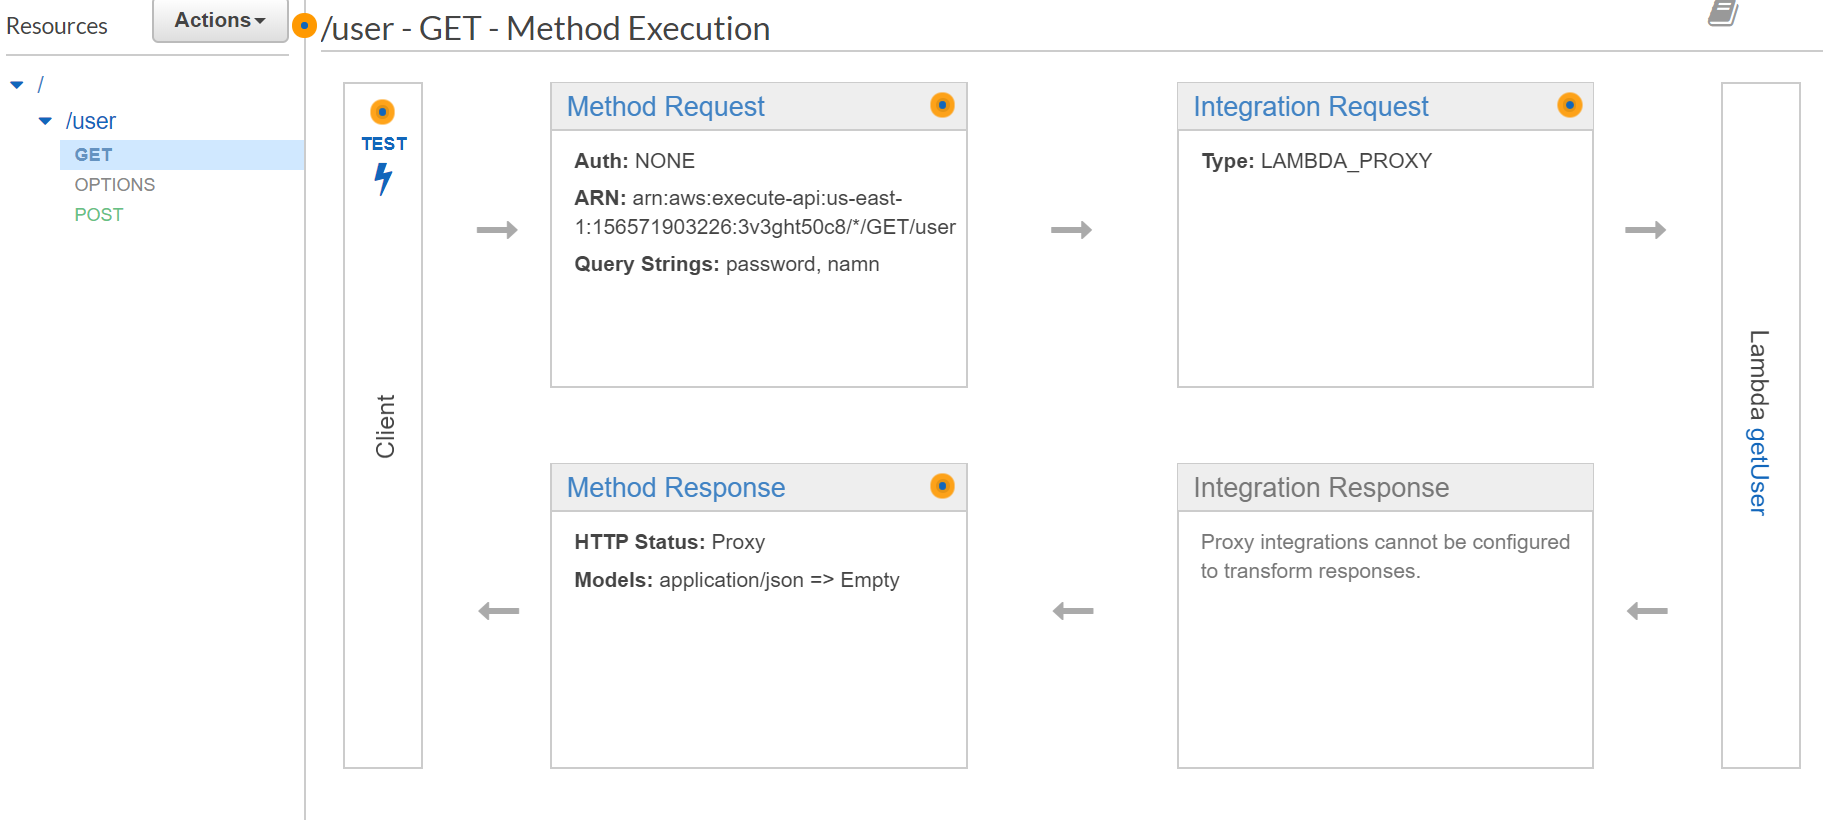 Resources
Actions
/user - GET - Method Execution
/
/user
GET
OPTIONS
POST
TEST
Client
Method Request
Auth: NONE
ARN: arn:aws:execute-api:us-east-
1:156571903226:3v3ght50c8/*/GET/user
Query Strings: password, namn
Integration Request
Type: LAMBDA_PROXY
Lambda getUser
Method Response
HTTP Status: Proxy
Models: application/json => Empty
Integration Response
Proxy integrations cannot be configured
to transform responses.